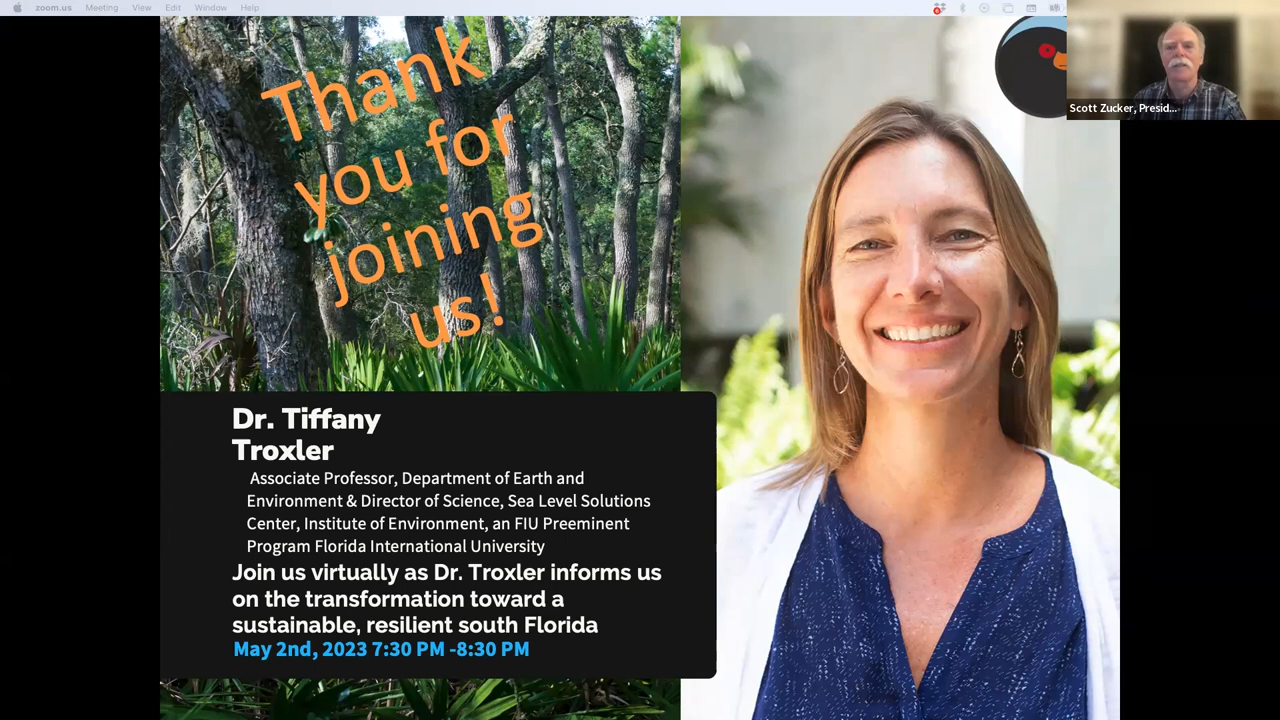 zoom.us Meeting View Edit Window Help
Scott Zucker, Presid...
Thank
you for
joining
us!
Dr. Tiffany
Troxler
Associate Professor, Department of Earth and
Environment & Director of Science, Sea Level Solutions
Center, Institute of Environment, an FIU Preeminent
Program Florida International University
Join us virtually as Dr. Troxler informs us
on the transformation toward a
sustainable, resilient south Florida
May 2nd, 2023 7:30 PM -8:30 PM